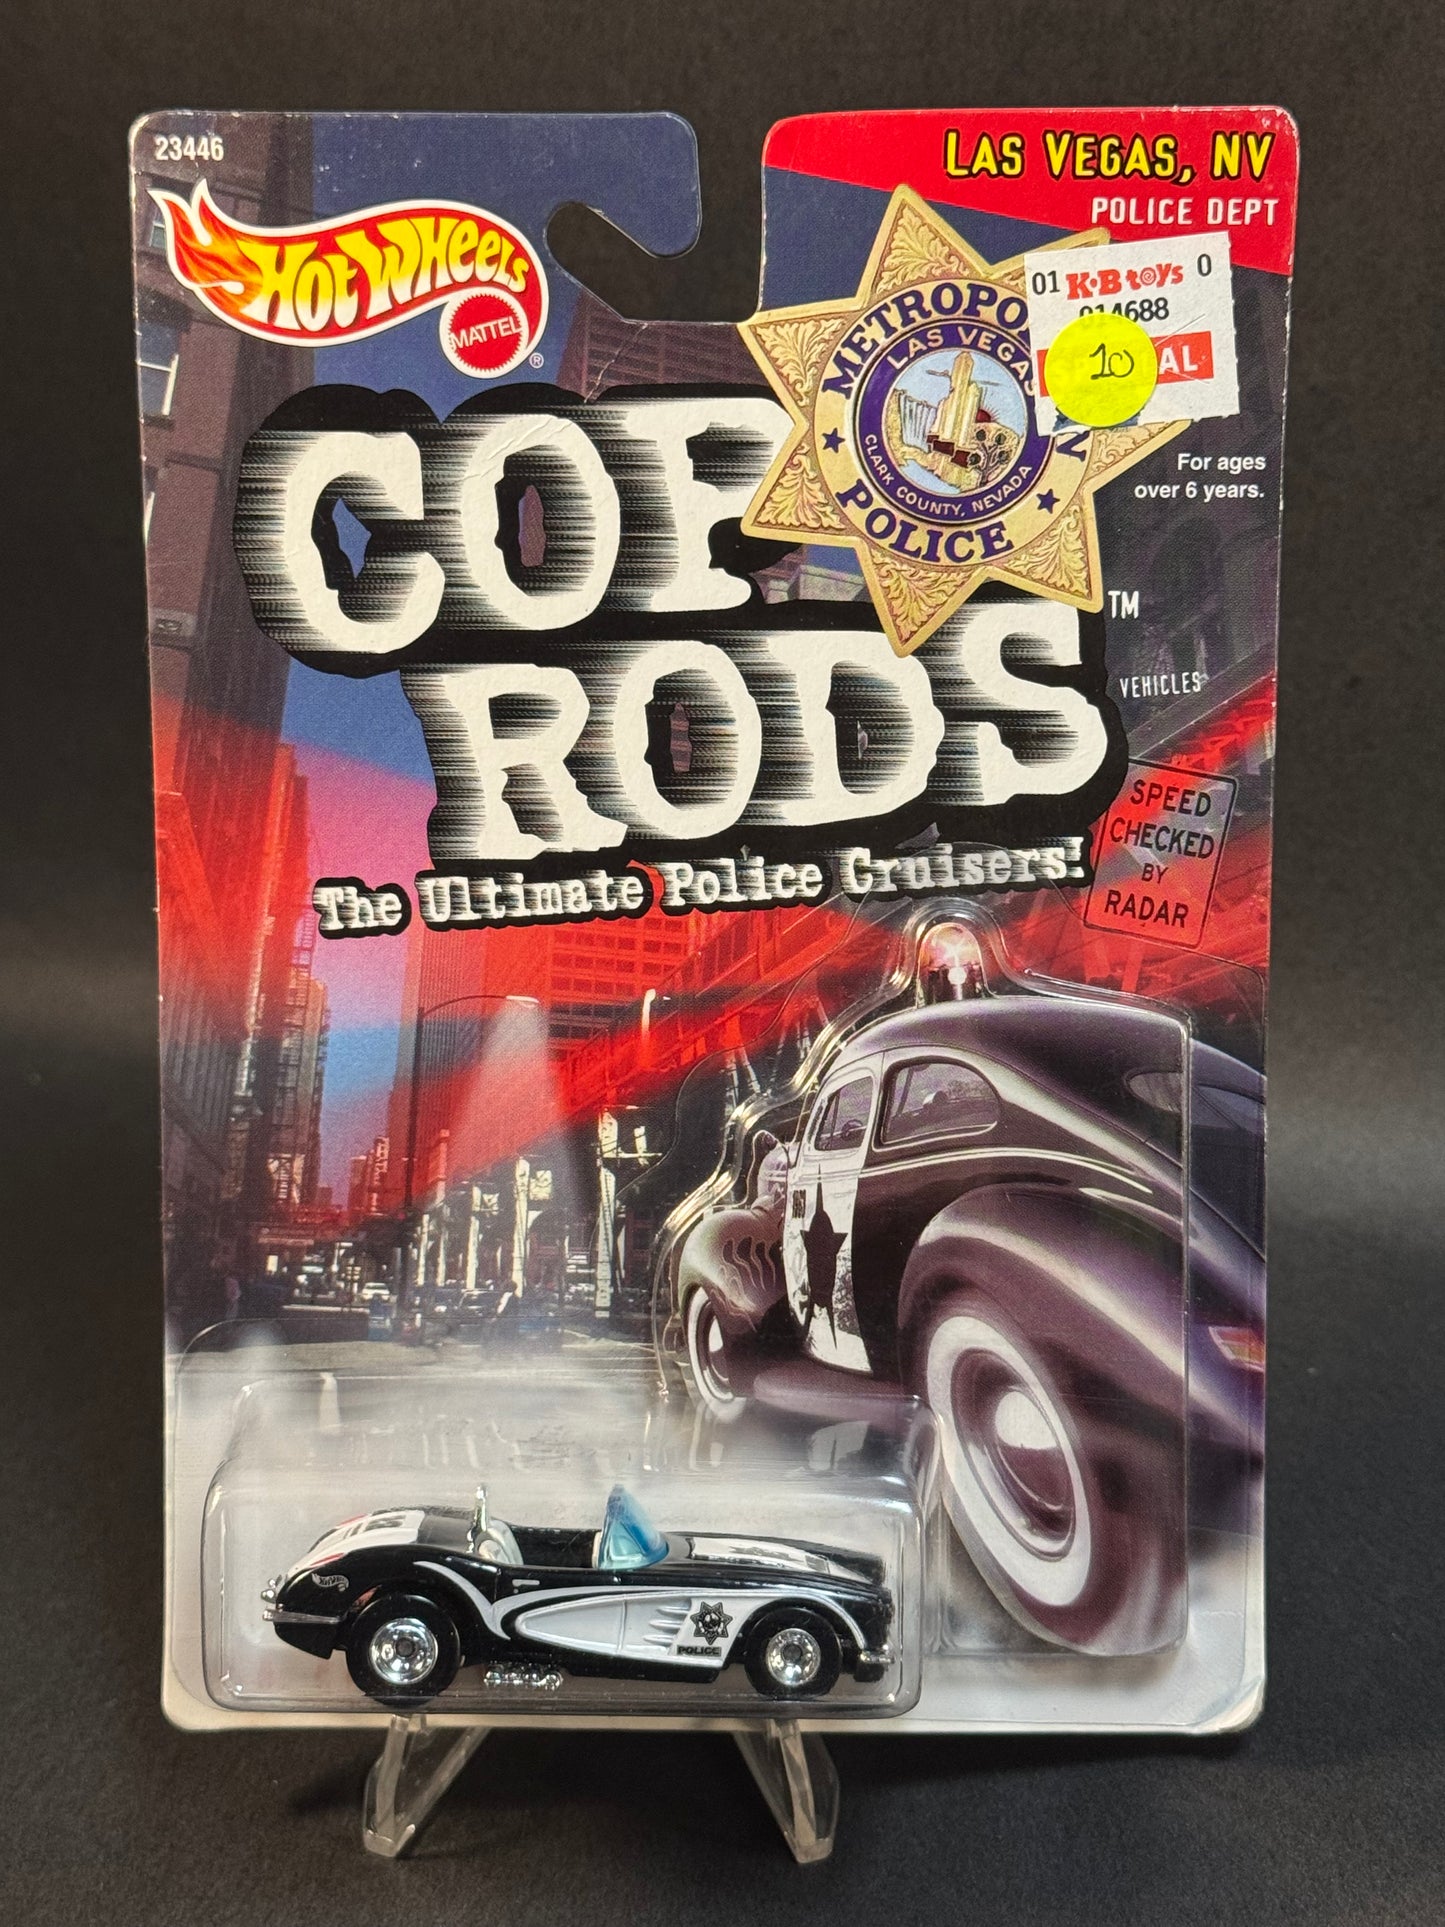 23446
LAS VEGAS, NV
POLICE DEPT
HOT WHEELS
MATTEL
®
01 K·B toys 0
014688
10 AL
METROPO N
LAS VEGAS
CLARK COUNTY, NEVADA
POLICE
For ages
over 6 years.
COP
RODS
™
VEHICLES
The Ultimate Police Cruisers!
SPEED
CHECKED
BY
RADAR
POLICE